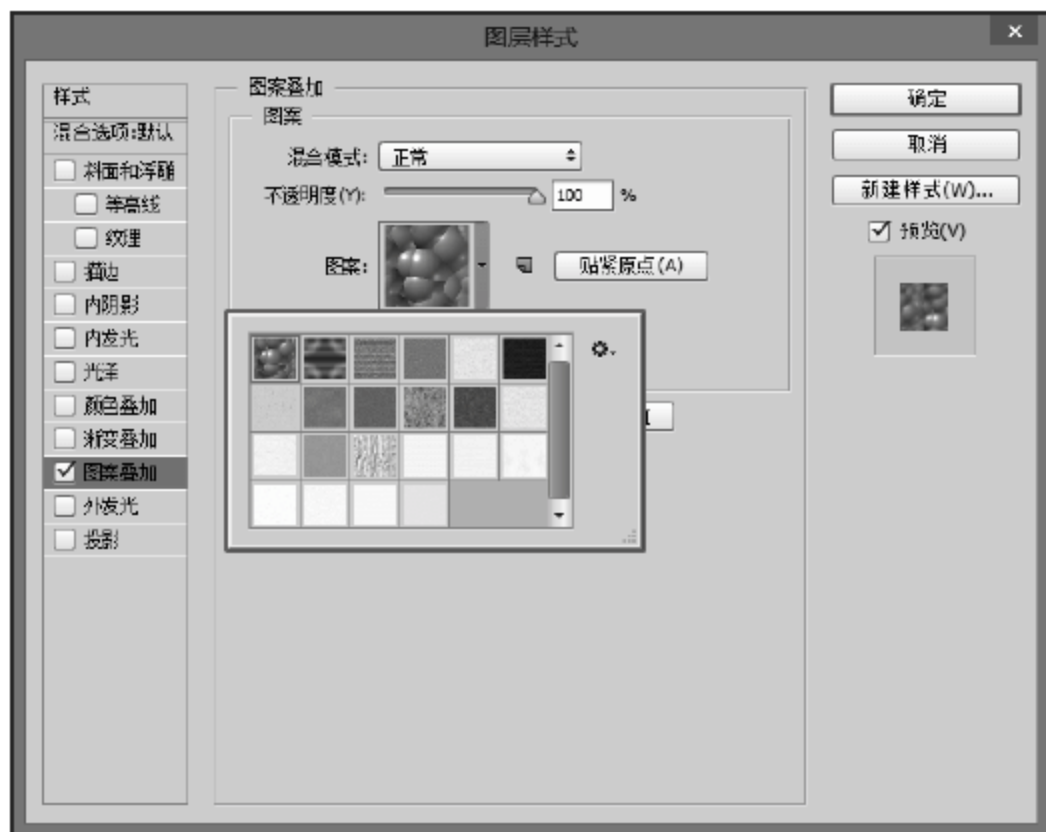 图层样式
样式
混合选项:默认
斜面和浮雕
等高线
纹理
描边
内阴影
内发光
光泽
颜色叠加
渐变叠加
图案叠加
外发光
投影
图案叠加
图案
混合模式: 正常
不透明度(Y): 100 %
图案: 贴紧原点(A)
确定
取消
新建样式(W)...
预览(V)